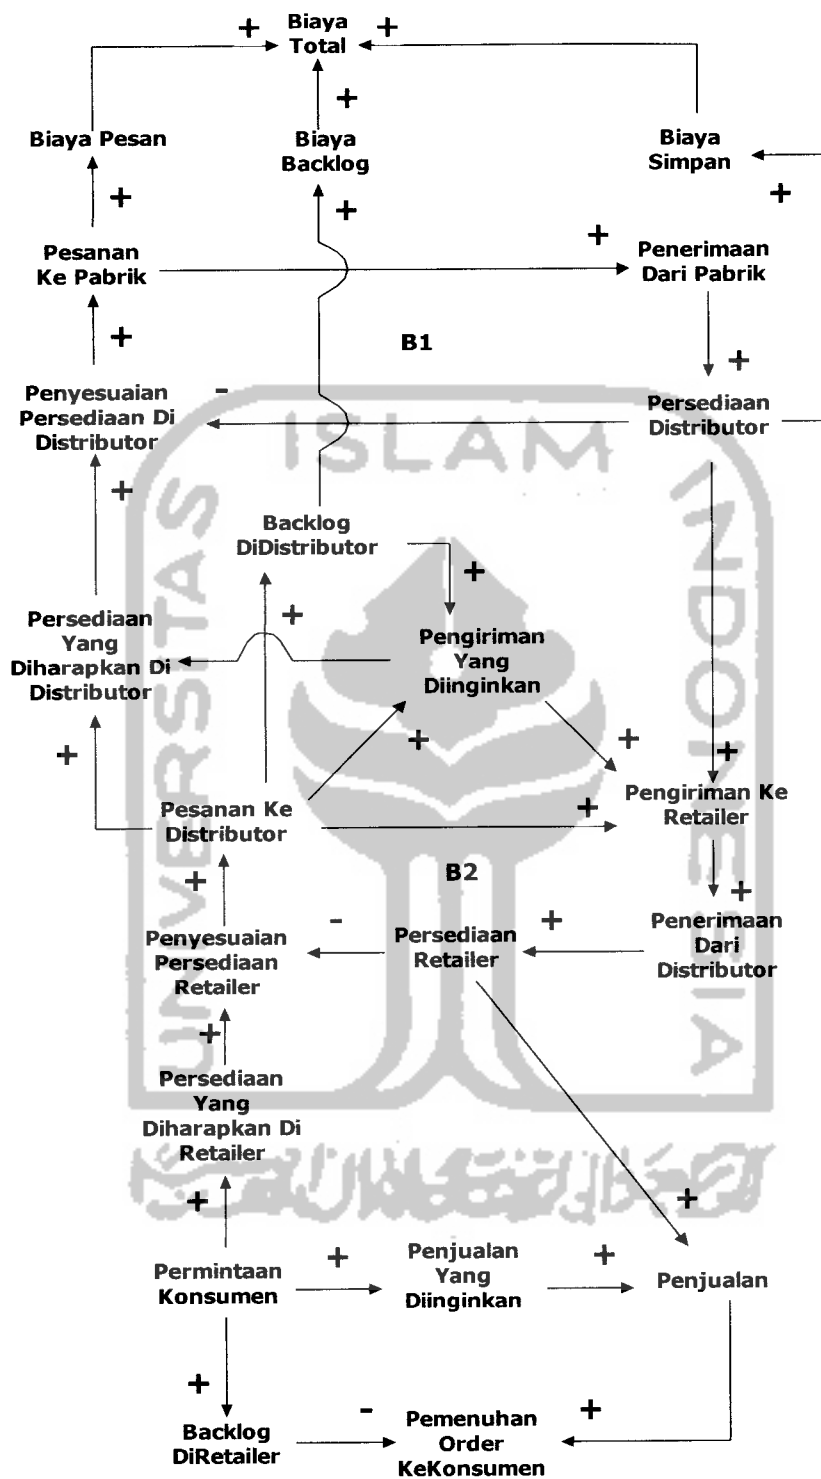 Biaya
Total
+
+
+
Biaya Pesan
Biaya
Backlog
Biaya
Simpan
+
+
+
Pesanan
Ke Pabrik
+
Penerimaan
Dari Pabrik
+
B1
+
Penyesuaian
Persediaan Di
Distributor
-
Persediaan
Distributor
ISLAM
UNIVERSITAS
INDONESIA
+
Backlog
DiDistributor
+
+
Persediaan
Yang
Diharapkan Di
Distributor
Pengiriman
Yang
Diinginkan
+
+
+
+
Pesanan Ke
Distributor
+
Pengiriman Ke
Retailer
B2
+
+
Penyesuaian
Persediaan
Retailer
-
Persediaan
Retailer
+
Penerimaan
Dari
Distributor
+
Persediaan
Yang
Diharapkan Di
Retailer
+
+
Permintaan
Konsumen
+
Penjualan
Yang
Diinginkan
+
Penjualan
+
-
+
Backlog
DiRetailer
Pemenuhan
Order
KeKonsumen